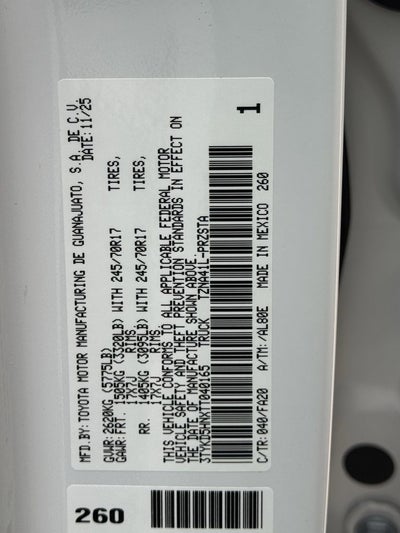 MFD.BY: TOYOTA MOTOR MANUFACTURING DE GUANAJUATO, S.A. DE C.V.
DATE: 11/25
GVWR: 2620KG (5775LB)
GAWR: FRT. 1505KG (3320LB) WITH 245/70R17 TIRES,
17X7J RIMS
RR. 1405KG (3095LB) WITH 245/70R17 TIRES,
17X7J RIMS
THIS VEHICLE CONFORMS TO ALL APPLICABLE FEDERAL MOTOR
VEHICLE SAFETY AND THEFT PREVENTION STANDARDS IN EFFECT ON
THE DATE OF MANUFACTURE SHOWN ABOVE.
3TYKD5HNXTT040165 TRUCK TZNA41L-PRZSTA
1
C/TR: 040/FA20 A/TM: /AL80E MADE IN MEXICO 260
260